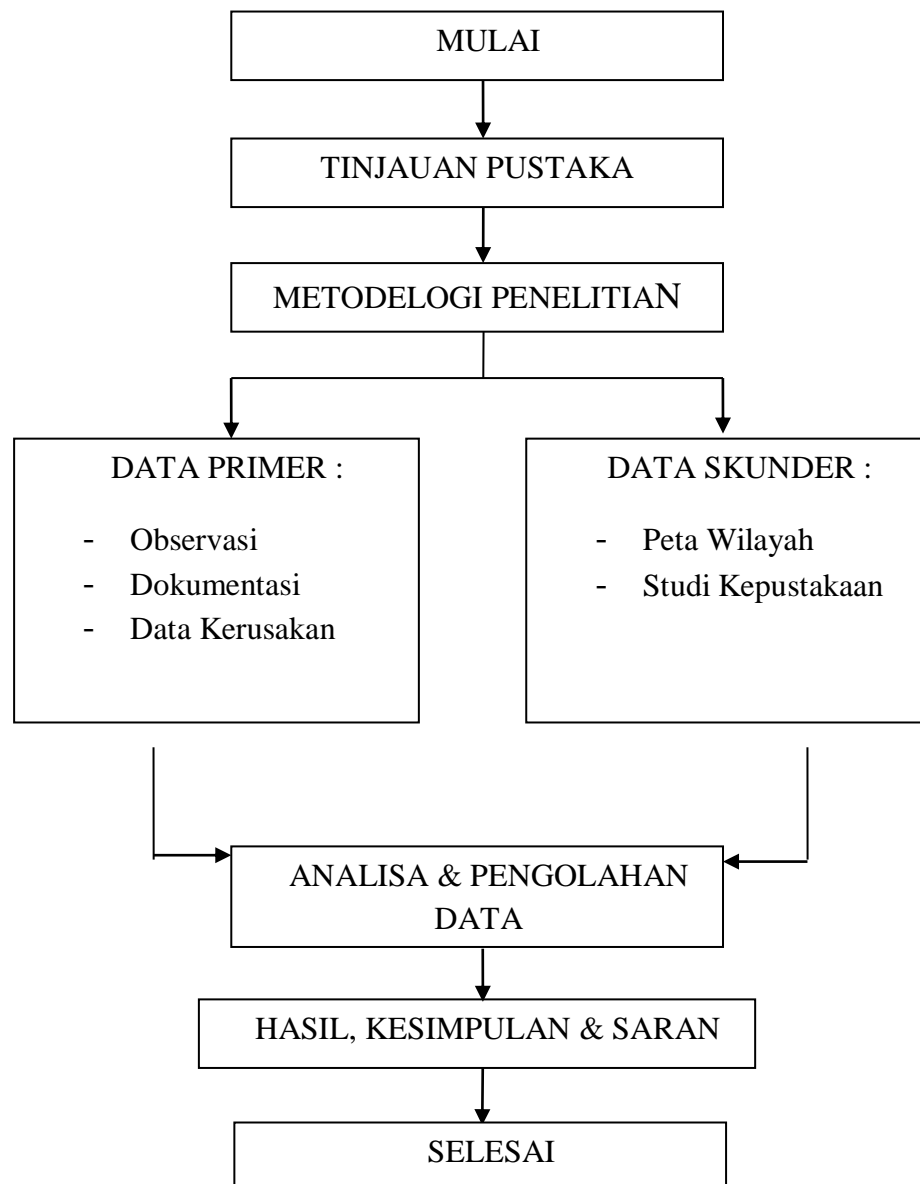 MULAI
TINJAUAN PUSTAKA
METODELOGI PENELITIAN
DATA PRIMER :
- Observasi
- Dokumentasi
- Data Kerusakan
DATA SKUNDER :
- Peta Wilayah
- Studi Kepustakaan
ANALISA & PENGOLAHAN
DATA
HASIL, KESIMPULAN & SARAN
SELESAI